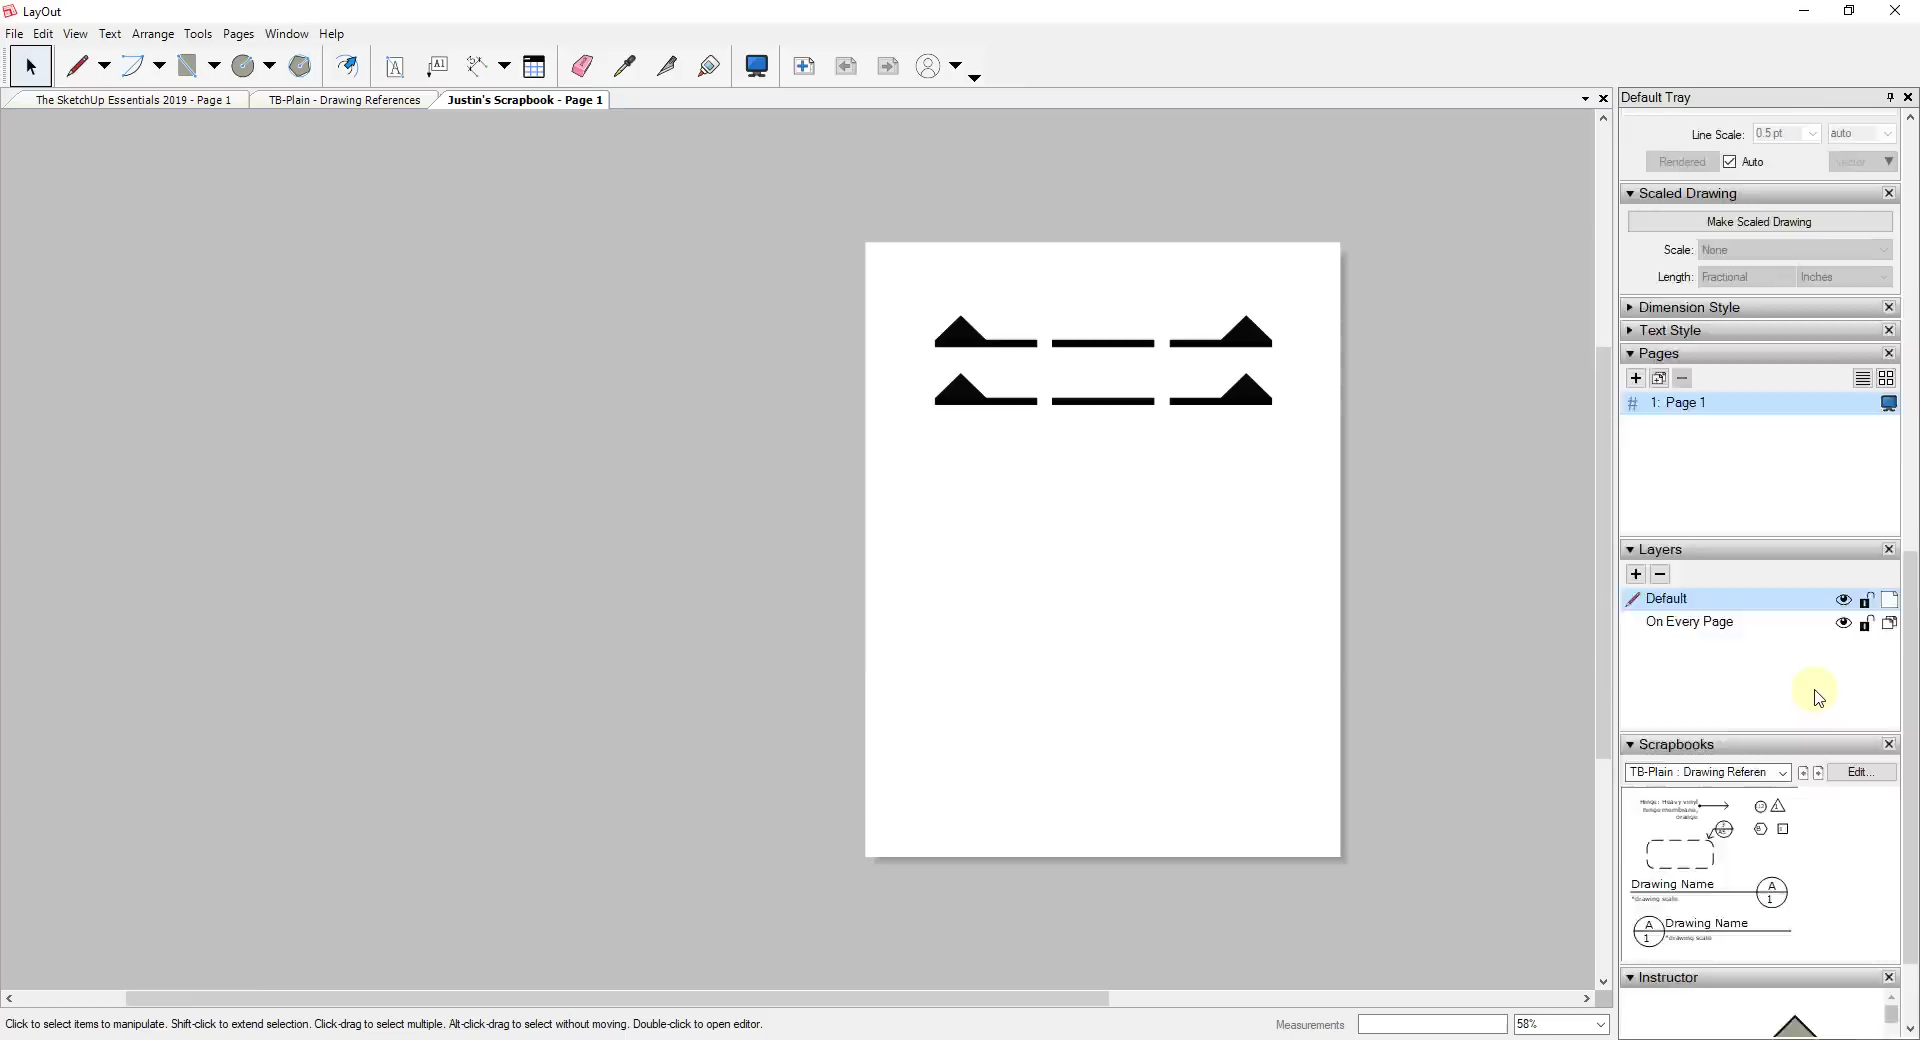 LayOut
File Edit View Text Arrange Tools Pages Window Help
The SketchUp Essentials 2019 - Page 1 TB-Plain - Drawing References Justin's Scrapbook - Page 1
Default Tray
Line Scale: 0.5 pt auto
Rendered Auto Vector
Scaled Drawing
Make Scaled Drawing
Scale: None
Length: Fractional Inches
Dimension Style
Text Style
Pages
# 1: Page 1
Layers
Default
On Every Page
Scrapbooks
TB-Plain : Drawing Referen Edit...
Drawing Name A
*drawing scale 1
A Drawing Name
1 *drawing scale
Instructor
Click to select items to manipulate. Shift-click to extend selection. Click-drag to select multiple. Alt-click-drag to select without moving. Double-click to open editor. Measurements 58%